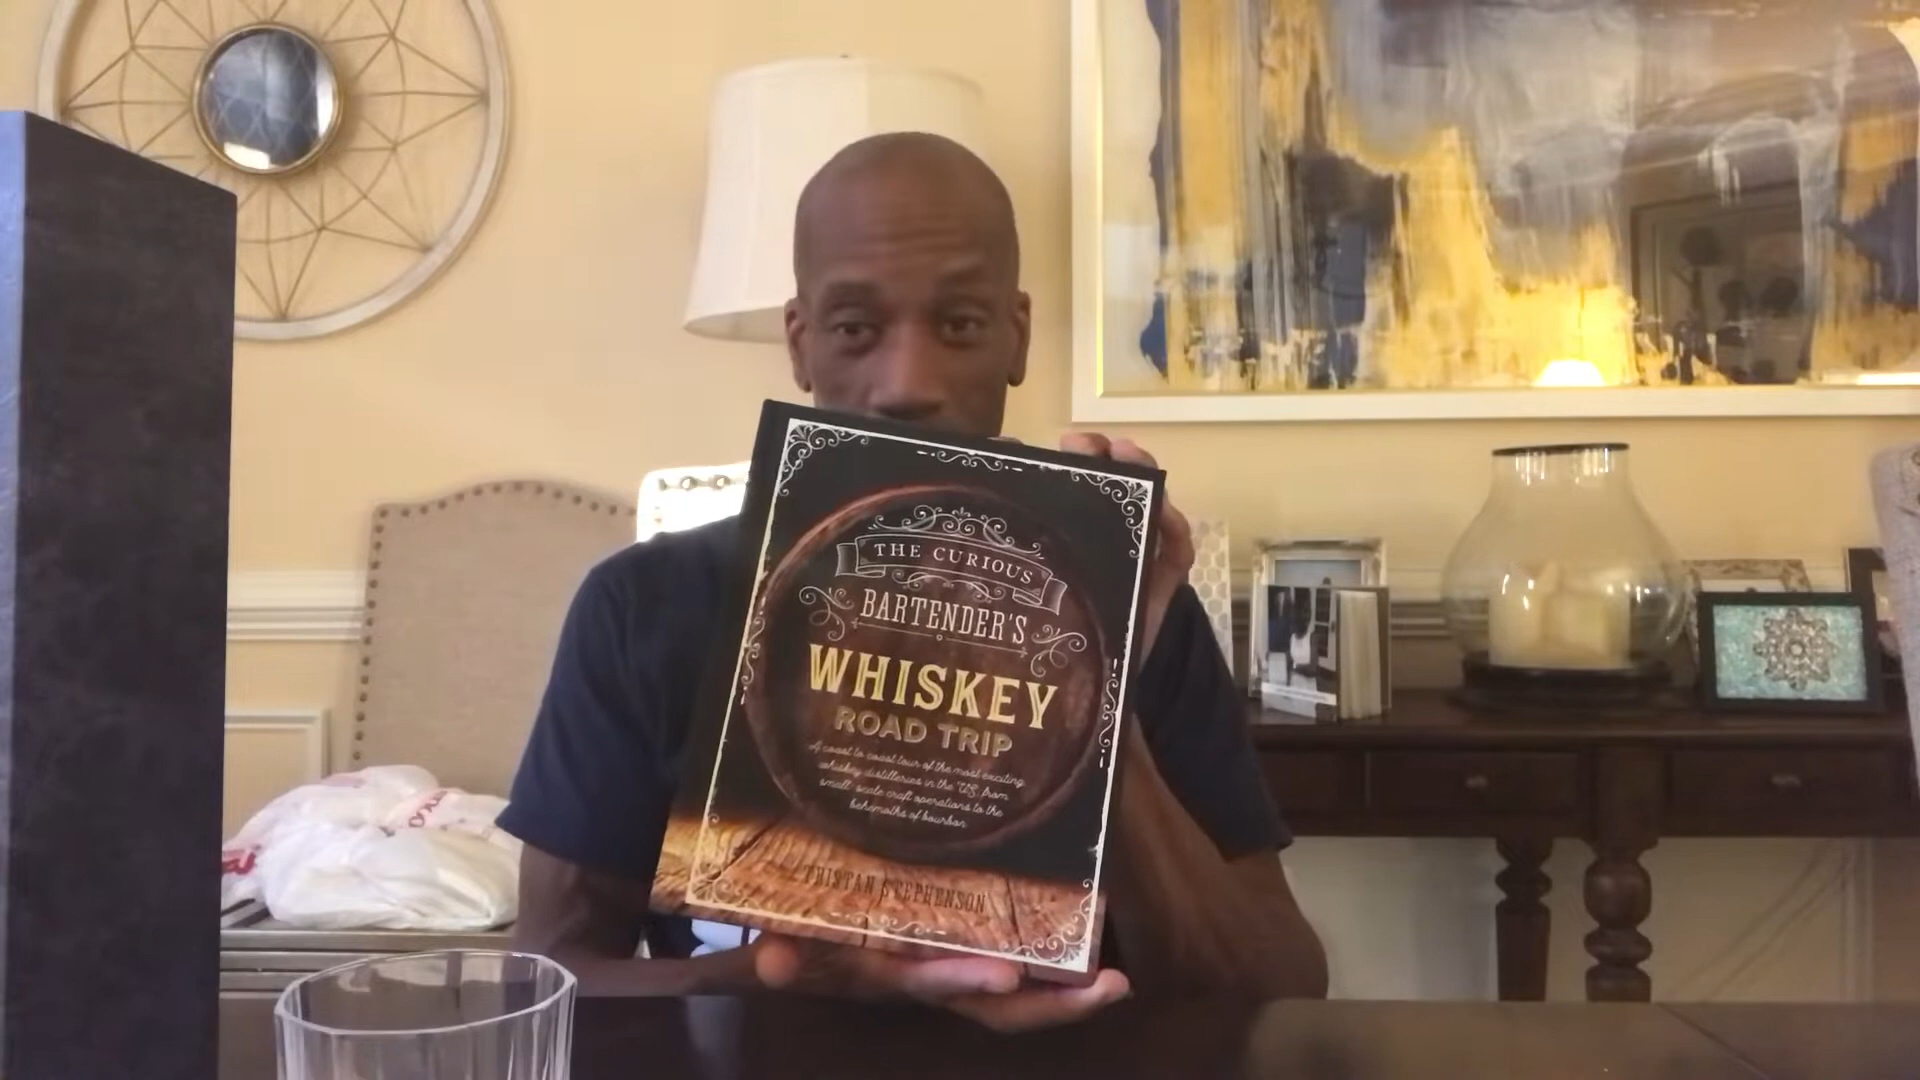 THE CURIOUS
BARTENDER'S
WHISKEY
ROAD TRIP
A coast to coast tour of the most exciting
whiskey distilleries in the US, from
small-scale craft operations to the
behemoths of bourbon
TRISTAN STEPHENSON